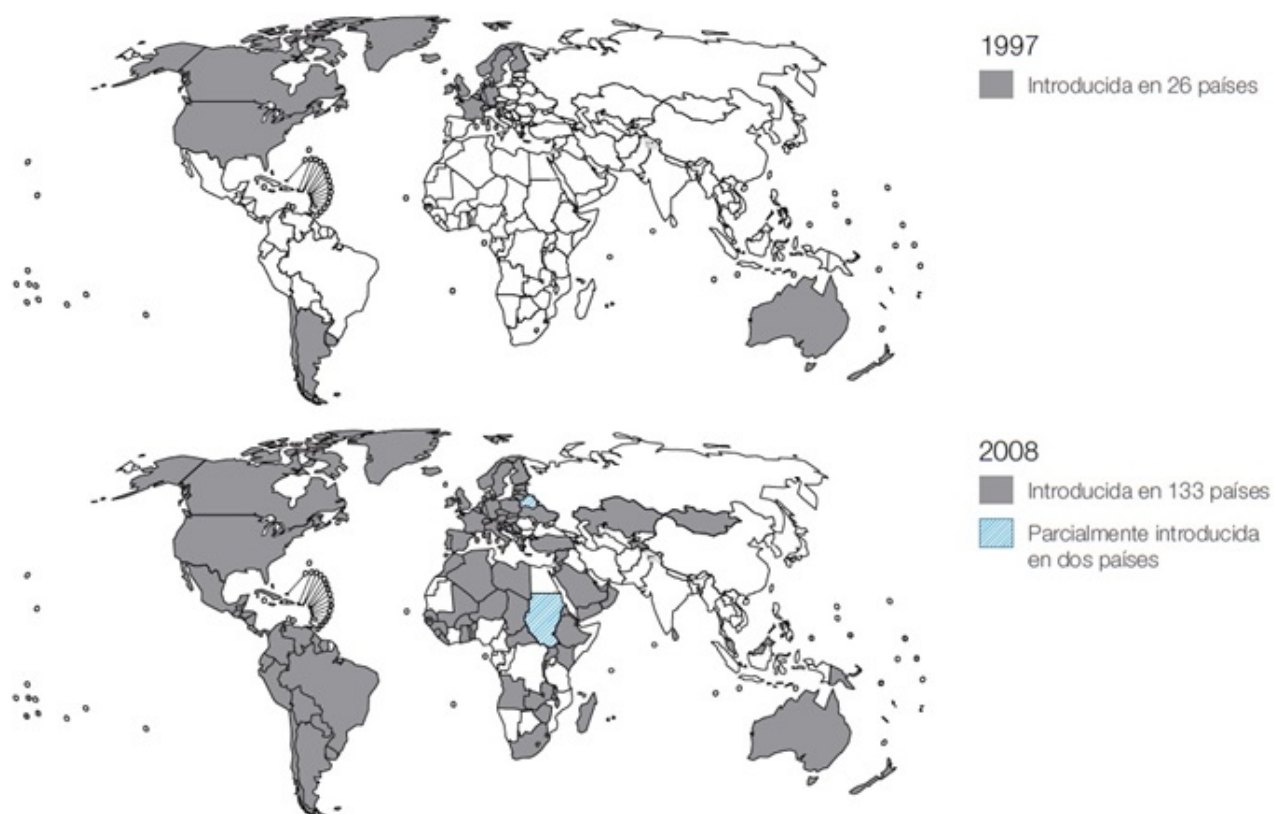 1997
Introducida en 26 países
2008
Introducida en 133 países
Parcialmente introducida
en dos países